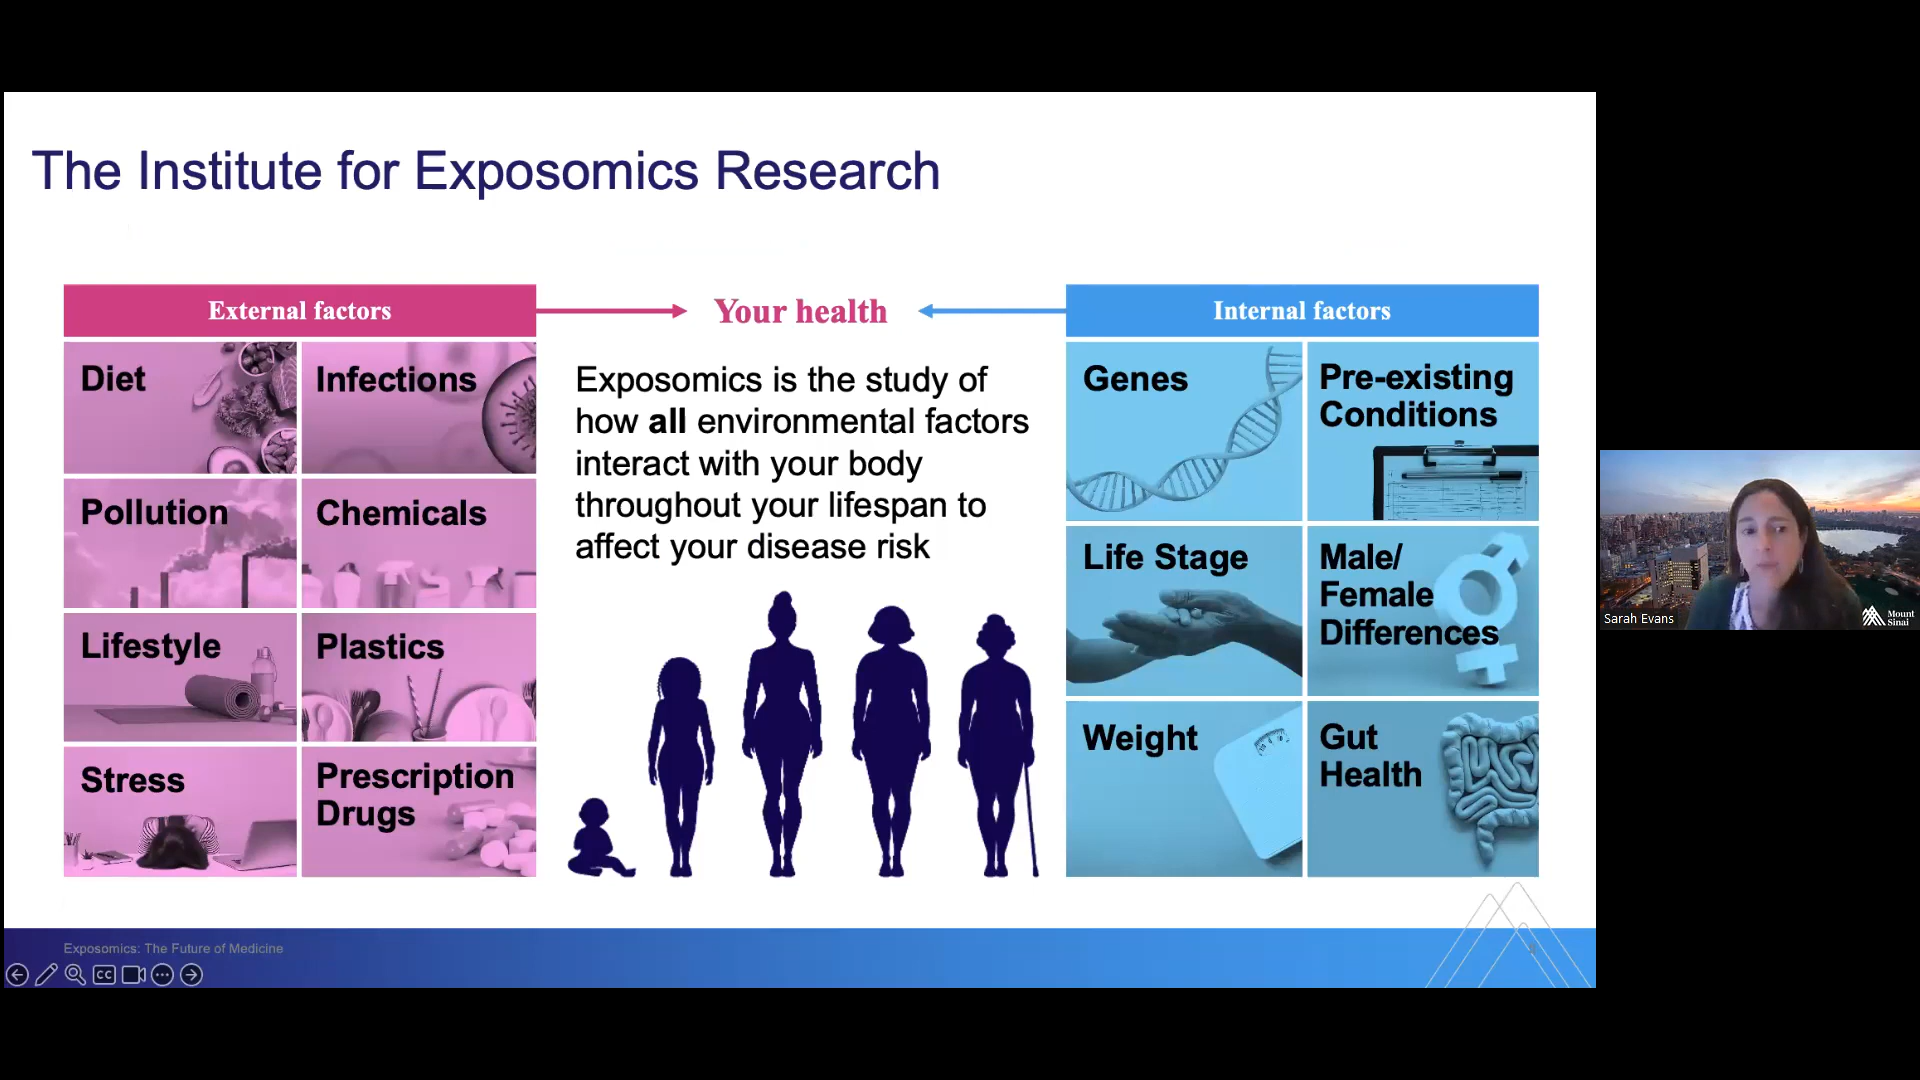 The Institute for Exposomics Research
External factors
Your health
Internal factors
Diet
Infections
Pollution
Chemicals
Lifestyle
Plastics
Stress
Prescription
Drugs
Exposomics is the study of
how all environmental factors
interact with your body
throughout your lifespan to
affect your disease risk
Genes
Pre-existing
Conditions
Life Stage
Male/
Female
Differences
Weight
Gut
Health
Exposomics: The Future of Medicine
CC
Sarah Evans
Mount
Sinai